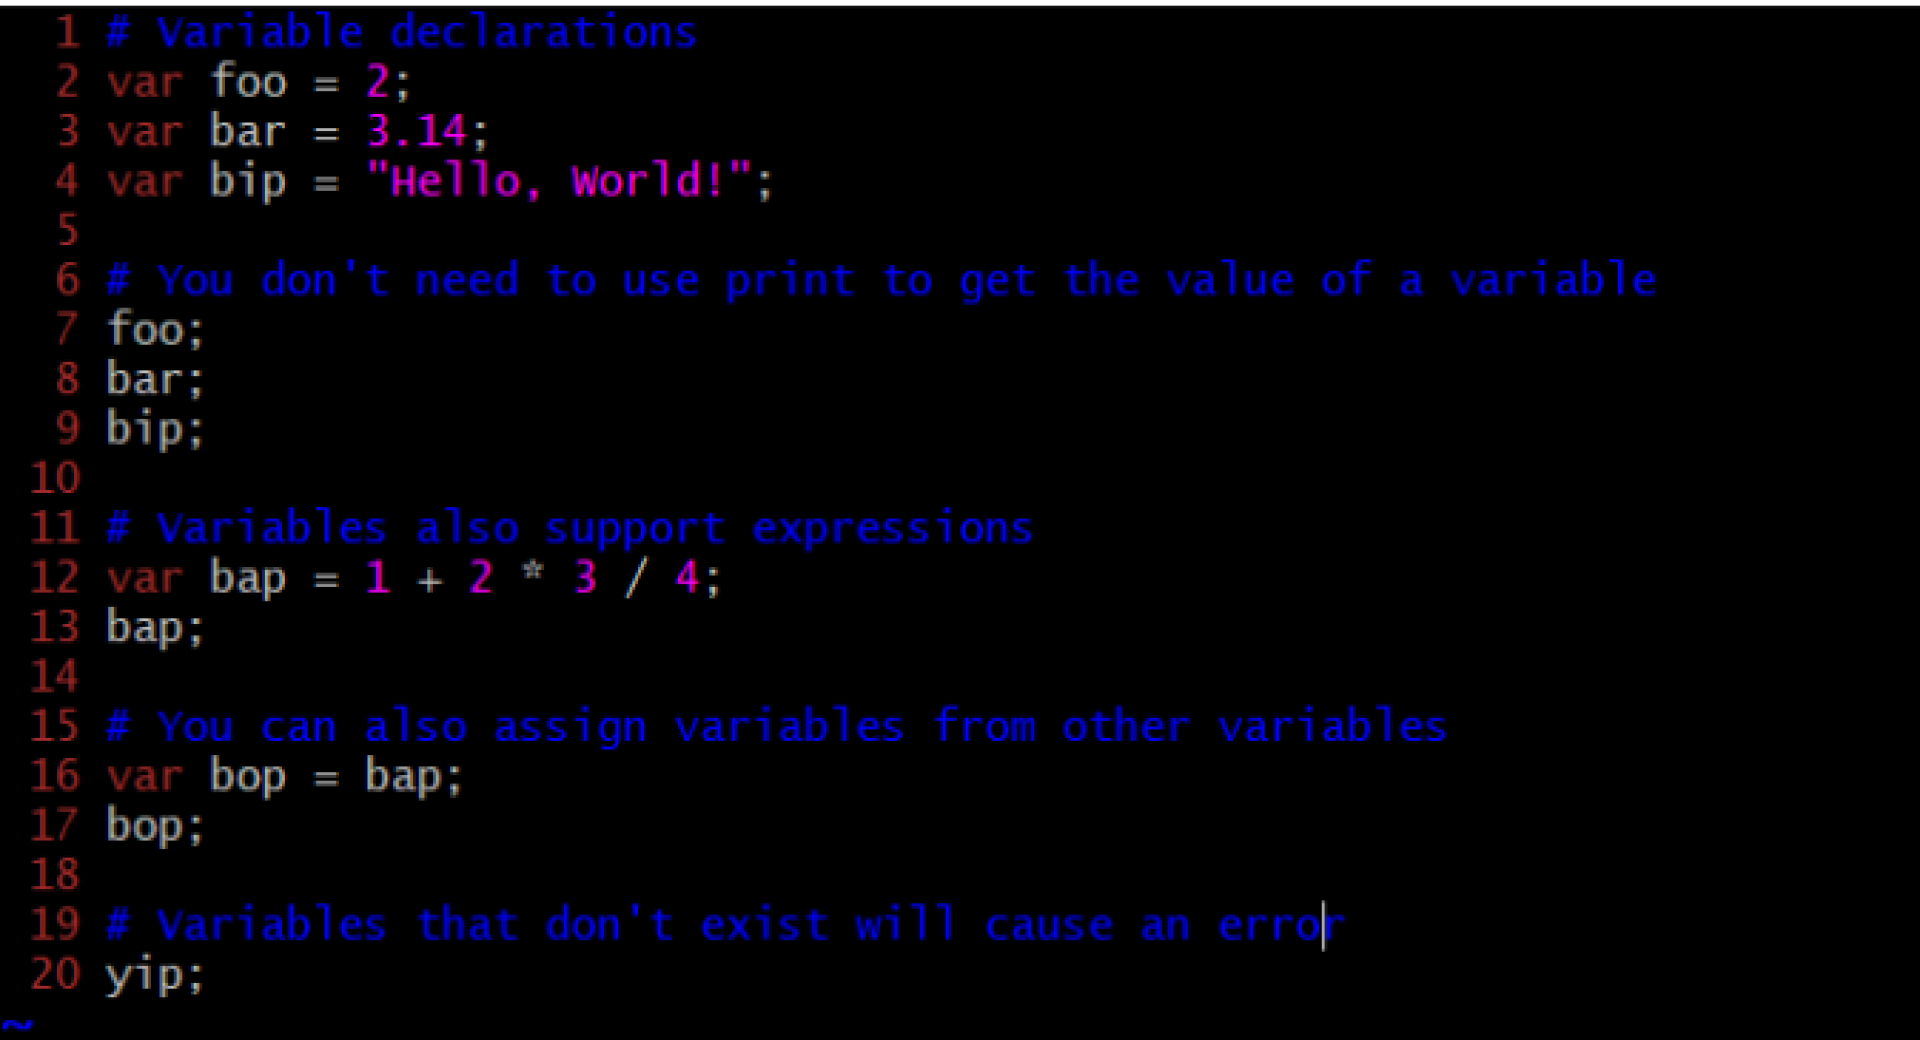 1 # Variable declarations
2 var foo = 2;
3 var bar = 3.14;
4 var bip = "Hello, World!";
5
6 # You don't need to use print to get the value of a variable
7 foo;
8 bar;
9 bip;
10
11 # Variables also support expressions
12 var bap = 1 + 2 * 3 / 4;
13 bap;
14
15 # You can also assign variables from other variables
16 var bop = bap;
17 bop;
18
19 # Variables that don't exist will cause an error
20 yip;
~